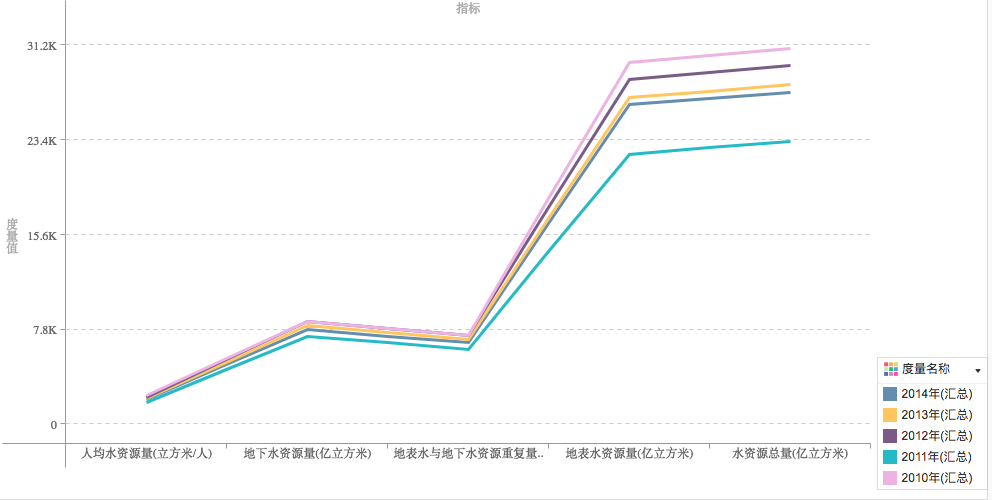 指标
31.2K
23.4K
15.6K
7.8K
0
度量值
人均水资源量(立方米/人)
地下水资源量(亿立方米)
地表水与地下水资源重复量..
地表水资源量(亿立方米)
水资源总量(亿立方米)
度量名称
2014年(汇总)
2013年(汇总)
2012年(汇总)
2011年(汇总)
2010年(汇总)